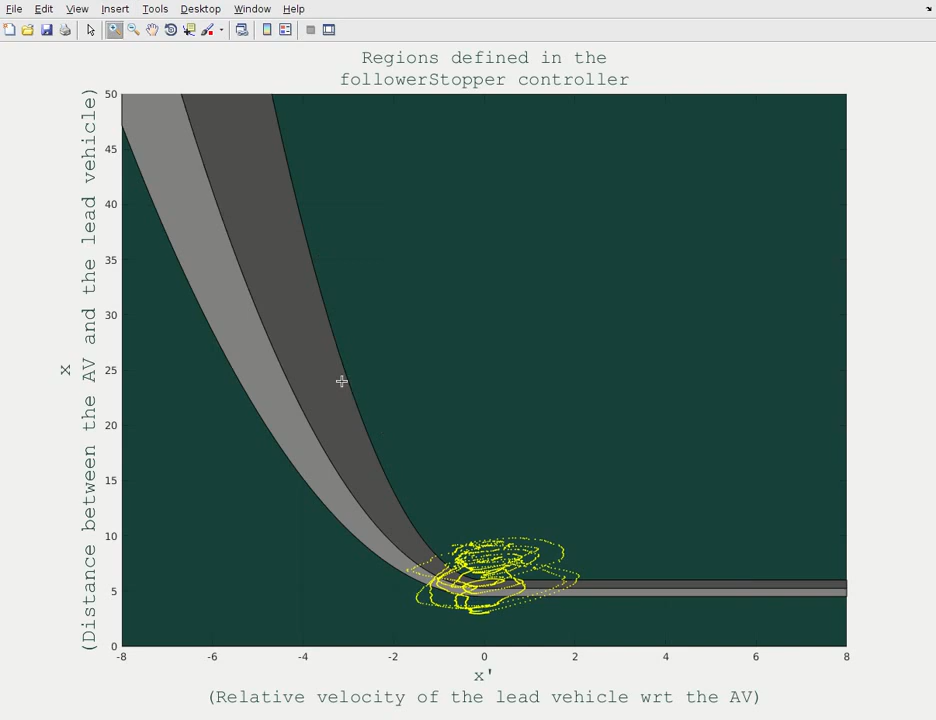 File Edit View Insert Tools Desktop Window Help
Regions defined in the
followerStopper controller
x
(Distance between the AV and the lead vehicle)
50
45
40
35
30
25
20
15
10
5
0
-8 -6 -4 -2 0 2 4 6 8
x'
(Relative velocity of the lead vehicle wrt the AV)